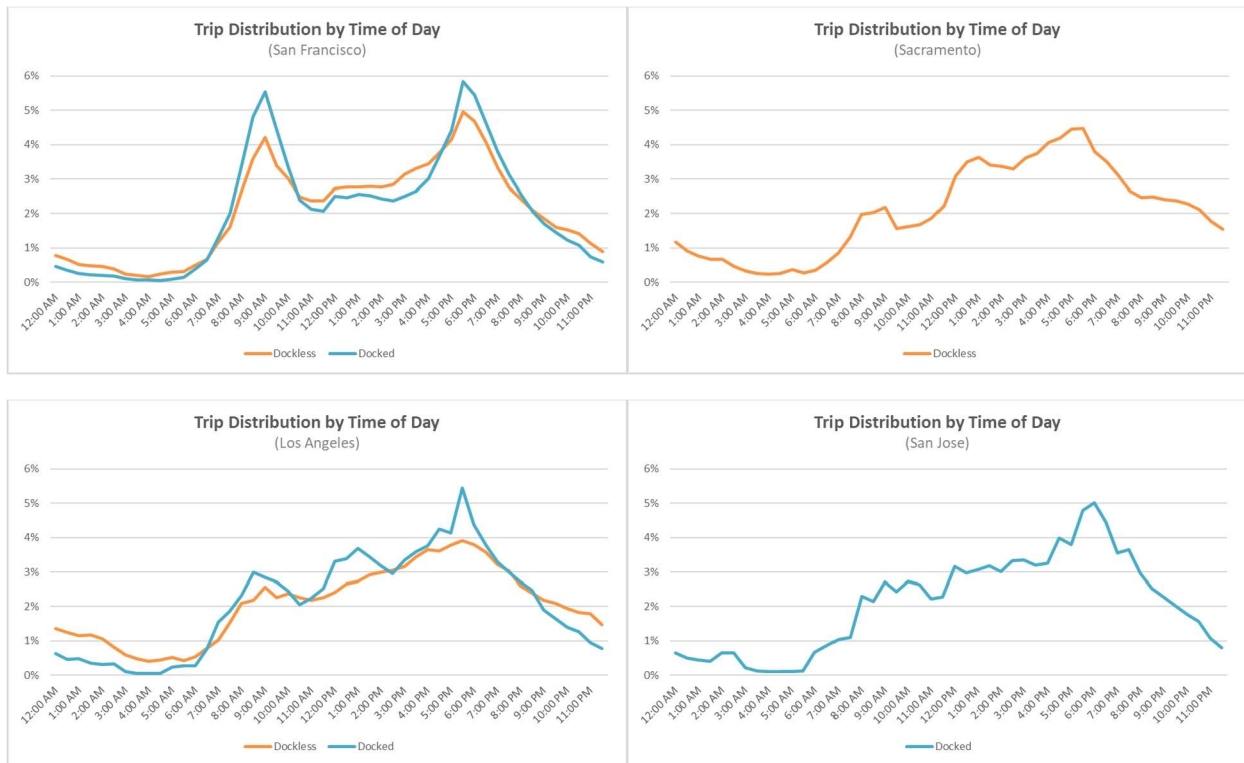 Trip Distribution by Time of Day
(San Francisco)
6%
5%
4%
3%
2%
1%
0%
12:00 AM
1:00 AM
2:00 AM
3:00 AM
4:00 AM
5:00 AM
6:00 AM
7:00 AM
8:00 AM
9:00 AM
10:00 AM
11:00 AM
12:00 PM
1:00 PM
2:00 PM
3:00 PM
4:00 PM
5:00 PM
6:00 PM
7:00 PM
8:00 PM
9:00 PM
10:00 PM
11:00 PM
Dockless Docked
Trip Distribution by Time of Day
(Sacramento)
6%
5%
4%
3%
2%
1%
0%
12:00 AM
1:00 AM
2:00 AM
3:00 AM
4:00 AM
5:00 AM
6:00 AM
7:00 AM
8:00 AM
9:00 AM
10:00 AM
11:00 AM
12:00 PM
1:00 PM
2:00 PM
3:00 PM
4:00 PM
5:00 PM
6:00 PM
7:00 PM
8:00 PM
9:00 PM
10:00 PM
11:00 PM
Dockless
Trip Distribution by Time of Day
(Los Angeles)
6%
5%
4%
3%
2%
1%
0%
12:00 AM
1:00 AM
2:00 AM
3:00 AM
4:00 AM
5:00 AM
6:00 AM
7:00 AM
8:00 AM
9:00 AM
10:00 AM
11:00 AM
12:00 PM
1:00 PM
2:00 PM
3:00 PM
4:00 PM
5:00 PM
6:00 PM
7:00 PM
8:00 PM
9:00 PM
10:00 PM
11:00 PM
Dockless Docked
Trip Distribution by Time of Day
(San Jose)
6%
5%
4%
3%
2%
1%
0%
12:00 AM
1:00 AM
2:00 AM
3:00 AM
4:00 AM
5:00 AM
6:00 AM
7:00 AM
8:00 AM
9:00 AM
10:00 AM
11:00 AM
12:00 PM
1:00 PM
2:00 PM
3:00 PM
4:00 PM
5:00 PM
6:00 PM
7:00 PM
8:00 PM
9:00 PM
10:00 PM
11:00 PM
Docked